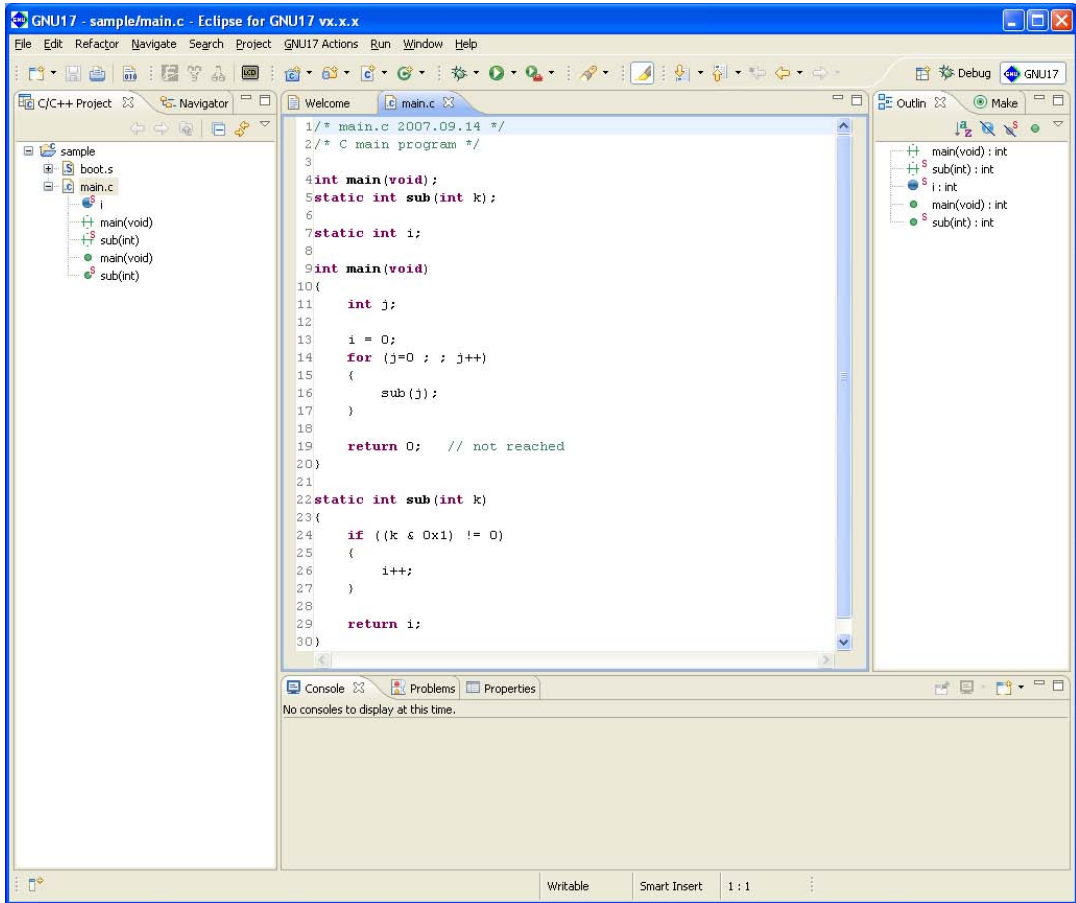 GNU17 - sample/main.c - Eclipse for GNU17 vx.x.x
File Edit Refactor Navigate Search Project GNU17 Actions Run Window Help
Debug GNU17
C/C++ Project Navigator
sample
boot.s
main.c
i
main(void)
sub(int)
main(void)
sub(int)
Welcome main.c
1/* main.c 2007.09.14 */
2/* C main program */
3
4int main(void);
5static int sub(int k);
6
7static int i;
8
9int main(void)
10{
11 int j;
12
13 i = 0;
14 for (j=0 ; ; j++)
15 {
16 sub(j);
17 }
18
19 return 0; // not reached
20}
21
22static int sub(int k)
23{
24 if ((k & 0x1) != 0)
25 {
26 i++;
27 }
28
29 return i;
30}
Outlin Make
main(void) : int
sub(int) : int
i : int
main(void) : int
sub(int) : int
Console Problems Properties
No consoles to display at this time.
Writable Smart Insert 1 : 1